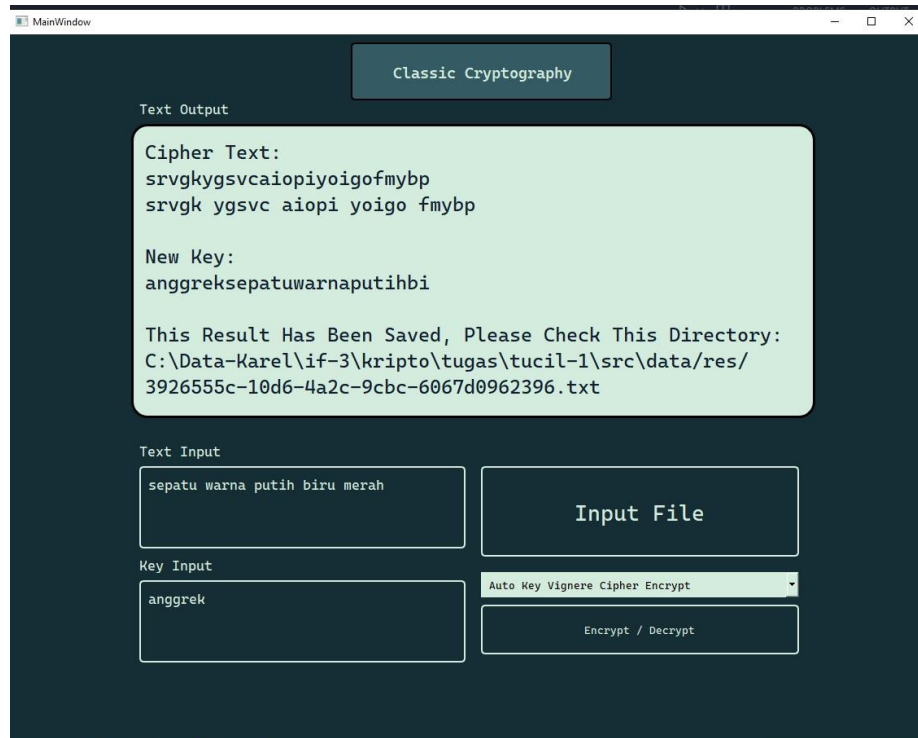 MainWindow
Classic Cryptography
Text Output
Cipher Text:
srvgkygsvcaiopiyoigofmybp
srvgk ygsvc aiopi yoigo fmybp
New Key:
anggreksepatuwarnaputihbi
This Result Has Been Saved, Please Check This Directory:
C:\Data-Karel\if-3\kripto\tugas\tucil-1\src\data/res/
3926555c-10d6-4a2c-9cbc-6067d0962396.txt
Text Input
sepatu warna putih biru merah
Input File
Key Input
anggrek
Auto Key Vignere Cipher Encrypt
Encrypt / Decrypt